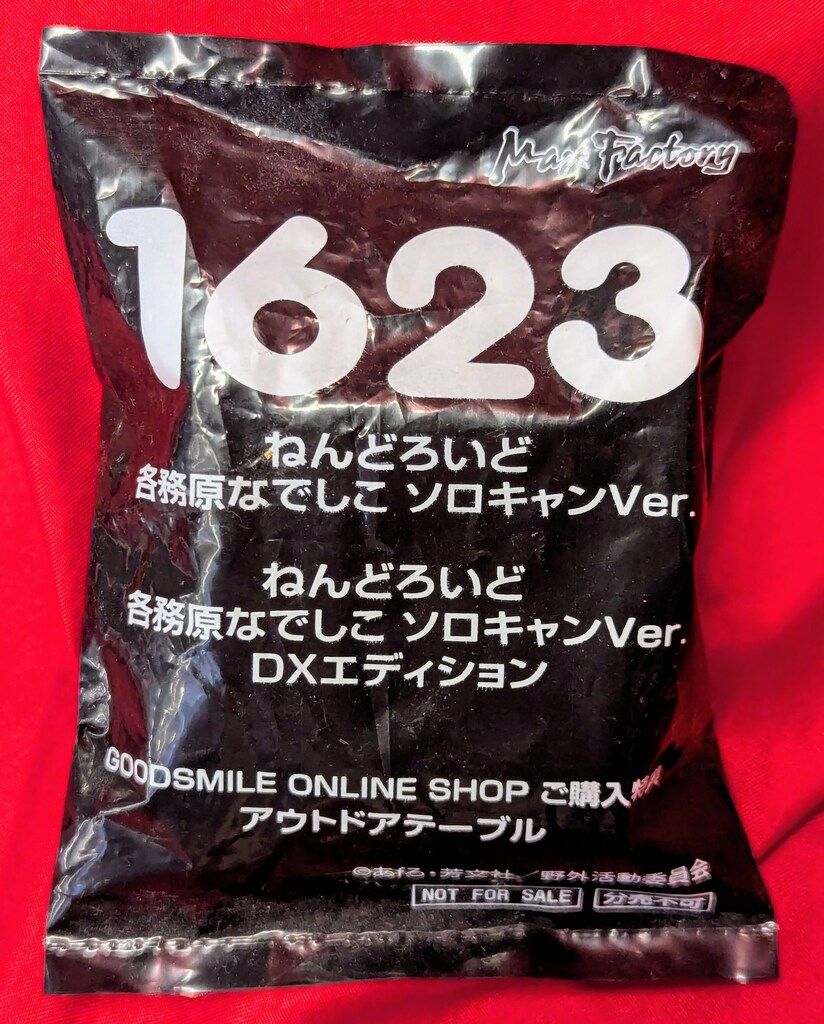 Max Factory
1623
ねんどろいど
各務原なでしこ ソロキャンVer.
ねんどろいど
各務原なでしこ ソロキャンVer.
DXエディション
GOODSMILE ONLINE SHOP ご購入特典
アウトドアテーブル
©あfろ・芳文社/野外活動委員会
NOT FOR SALE 分売不可